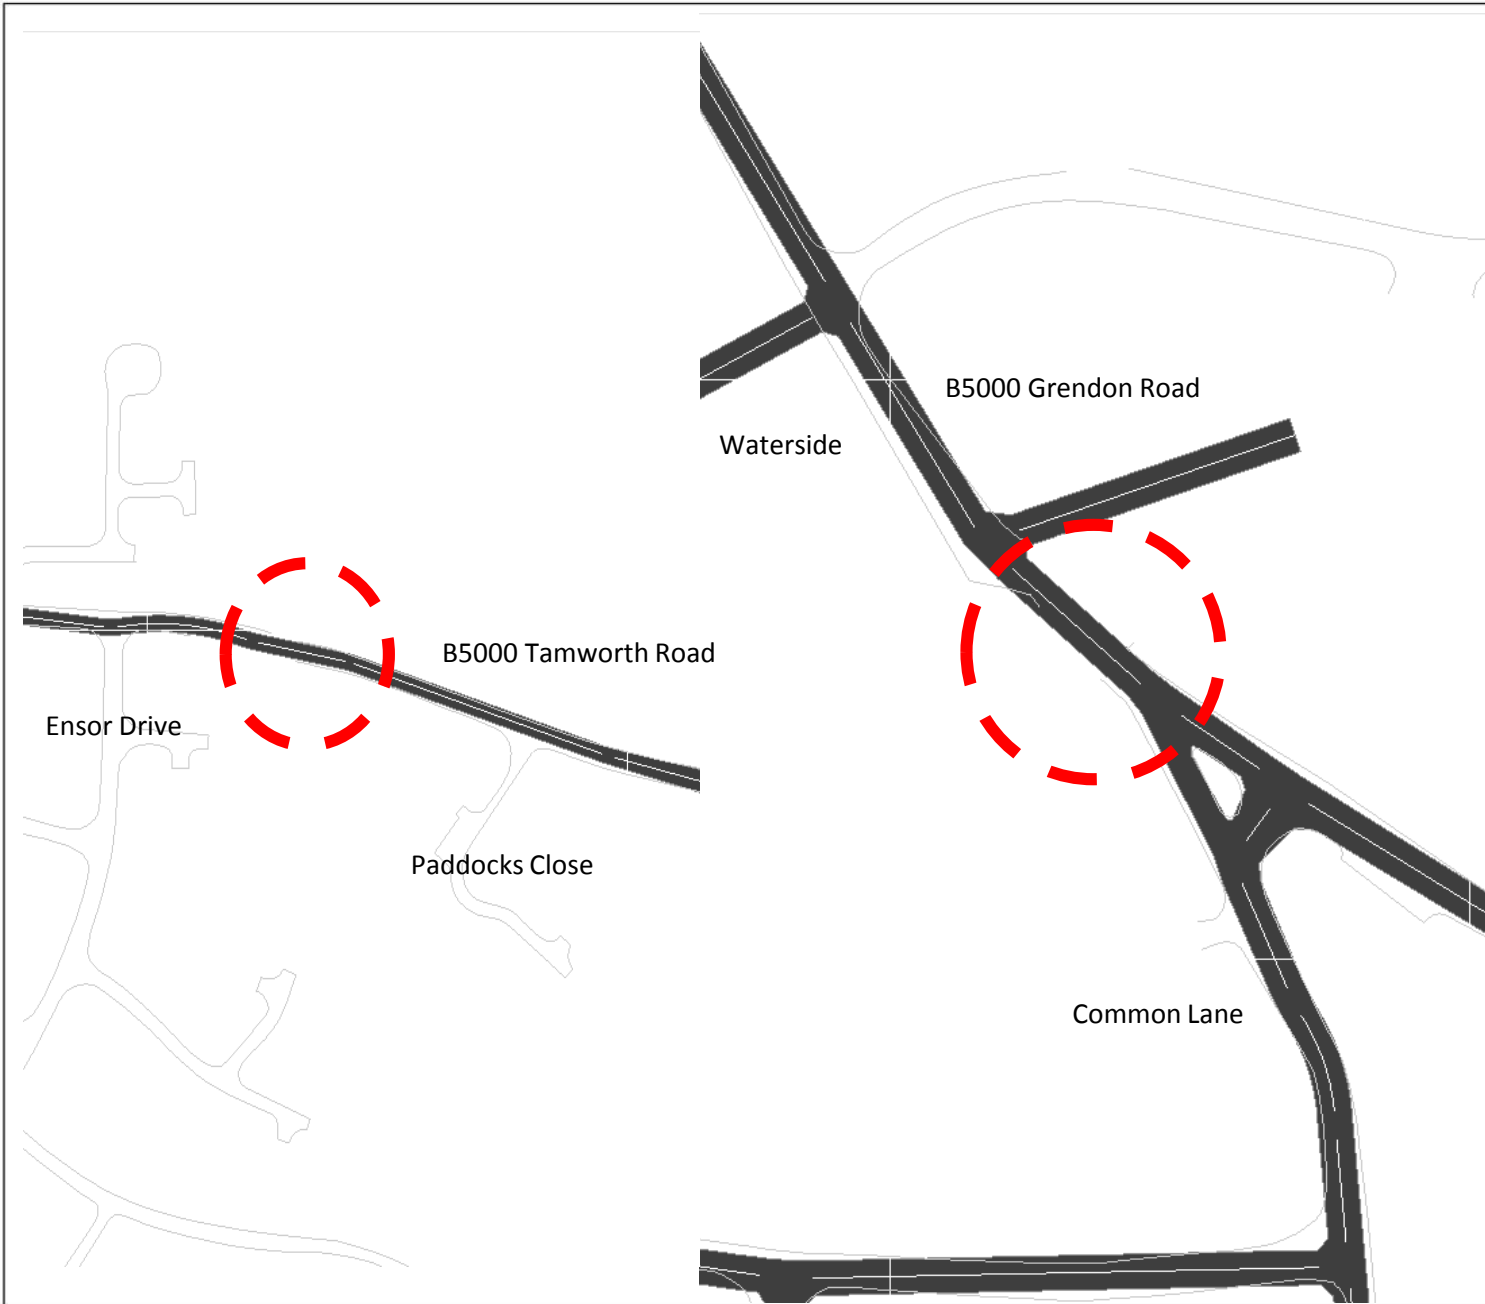 B5000 Grendon Road
Waterside
B5000 Tamworth Road
Ensor Drive
Paddocks Close
Common Lane